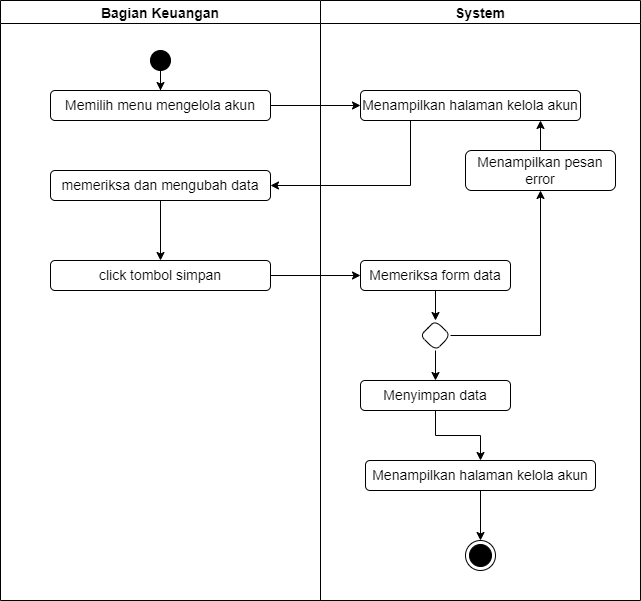 Bagian Keuangan
System
Memilih menu mengelola akun
Menampilkan halaman kelola akun
Menampilkan pesan
error
memeriksa dan mengubah data
click tombol simpan
Memeriksa form data
Menyimpan data
Menampilkan halaman kelola akun